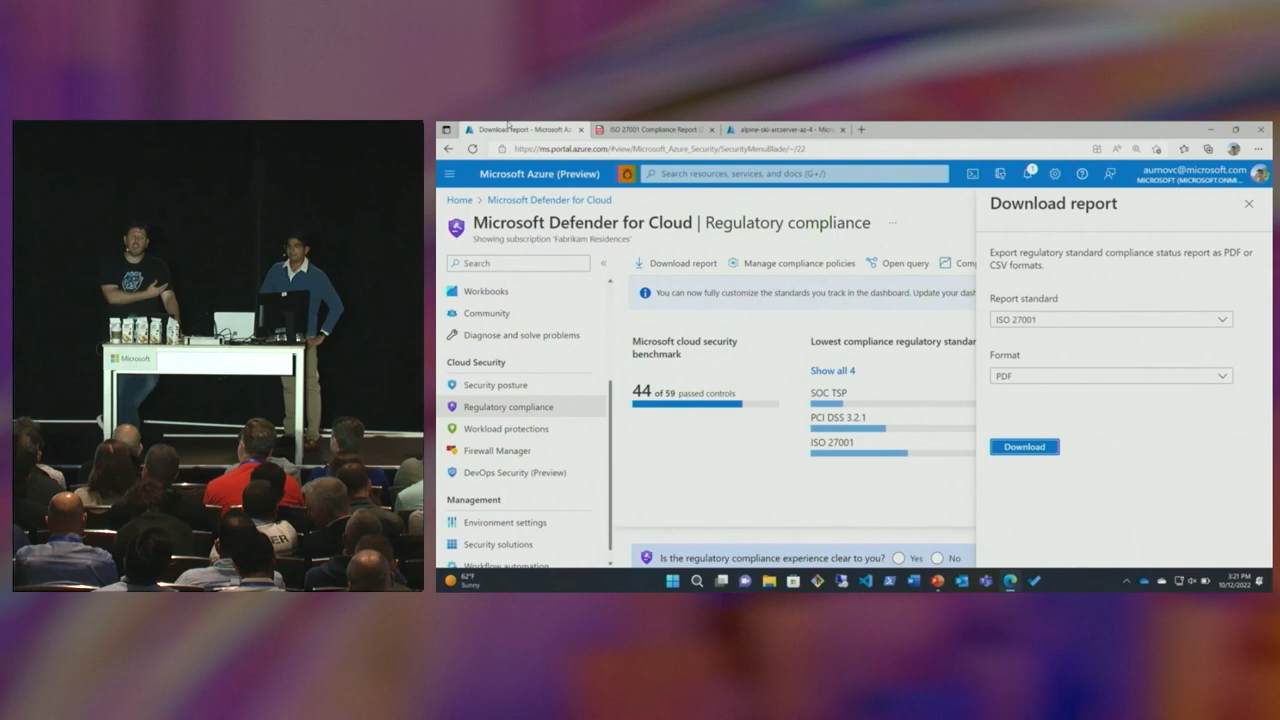 Download report - Microsoft Az
ISO 27001 Compliance Report
alpine-ski-arcserver-az-4 - Micr
https://ms.portal.azure.com/#view/Microsoft_Azure_Security/SecurityMenuBlade/~/22
Microsoft Azure (Preview)
Search resources, services, and docs (G+/)
1
aurnovc@microsoft.com
MICROSOFT (MICROSOFT.ONMI...
Home > Microsoft Defender for Cloud
Microsoft Defender for Cloud | Regulatory compliance
...
Showing subscription 'Fabrikam Residences'
Search
«
Workbooks
Community
Diagnose and solve problems
Cloud Security
Security posture
Regulatory compliance
Workload protections
Firewall Manager
DevOps Security (Preview)
Management
Environment settings
Security solutions
Workflow automation
Download report
Manage compliance policies
Open query
Com
You can now fully customize the standards you track in the dashboard. Update your dash
Microsoft cloud security
benchmark
44 of 59 passed controls
Lowest compliance regulatory standar
Show all 4
SOC TSP
PCI DSS 3.2.1
ISO 27001
Is the regulatory compliance experience clear to you?
Yes
No
Download report
Export regulatory standard compliance status report as PDF or
CSV formats.
Report standard
ISO 27001
Format
PDF
Download
62°F
Sunny
3:21 PM
10/12/2022
Microsoft